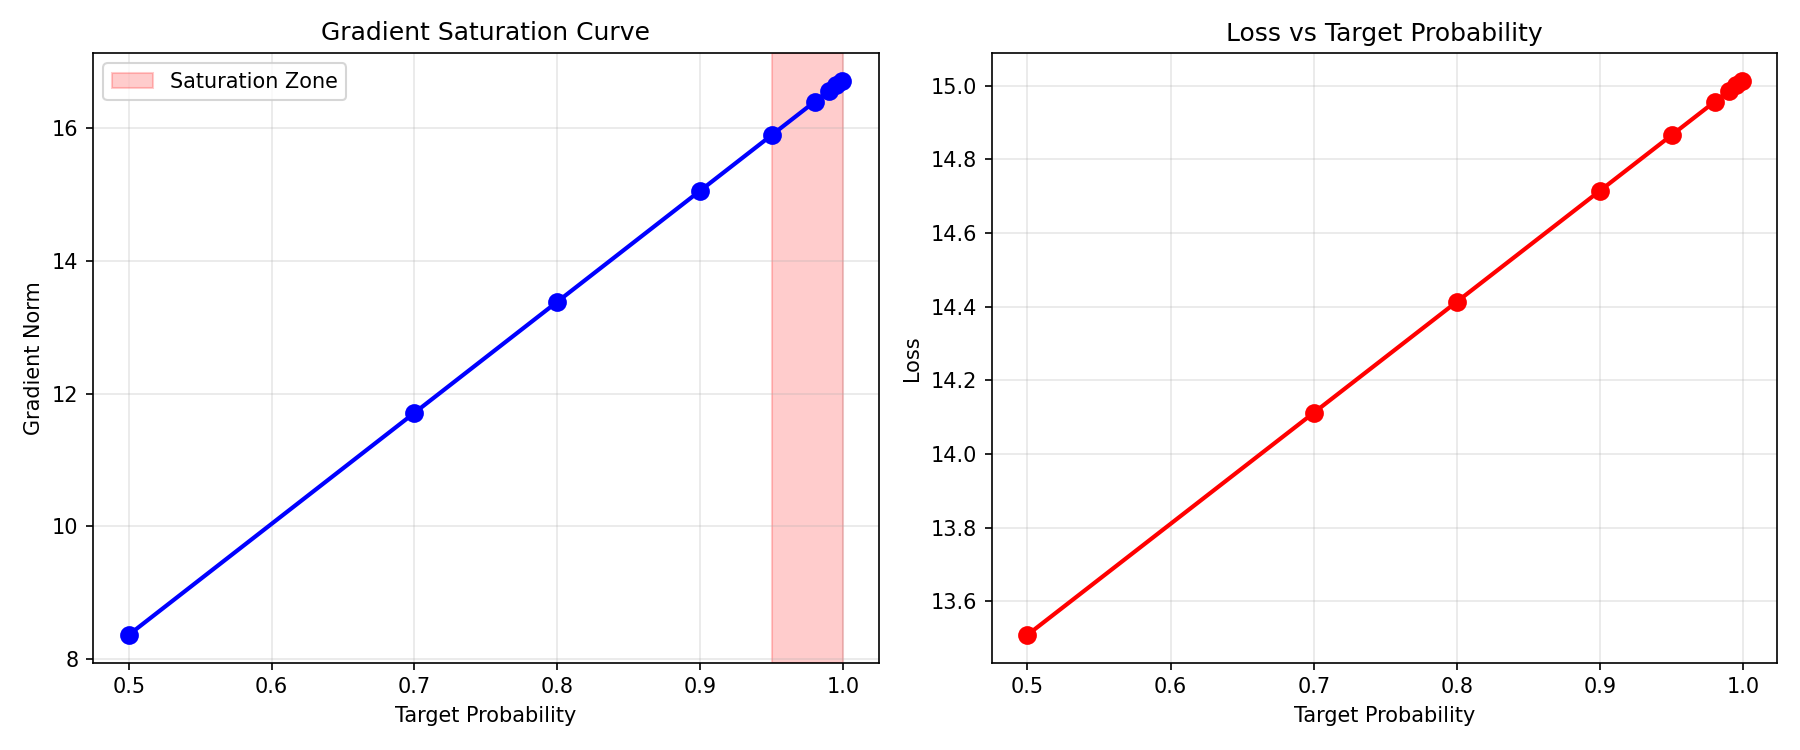 Gradient Saturation Curve
Saturation Zone
Gradient Norm
16
14
12
10
8
0.5 0.6 0.7 0.8 0.9 1.0
Target Probability
Loss vs Target Probability
Loss
15.0
14.8
14.6
14.4
14.2
14.0
13.8
13.6
0.5 0.6 0.7 0.8 0.9 1.0
Target Probability